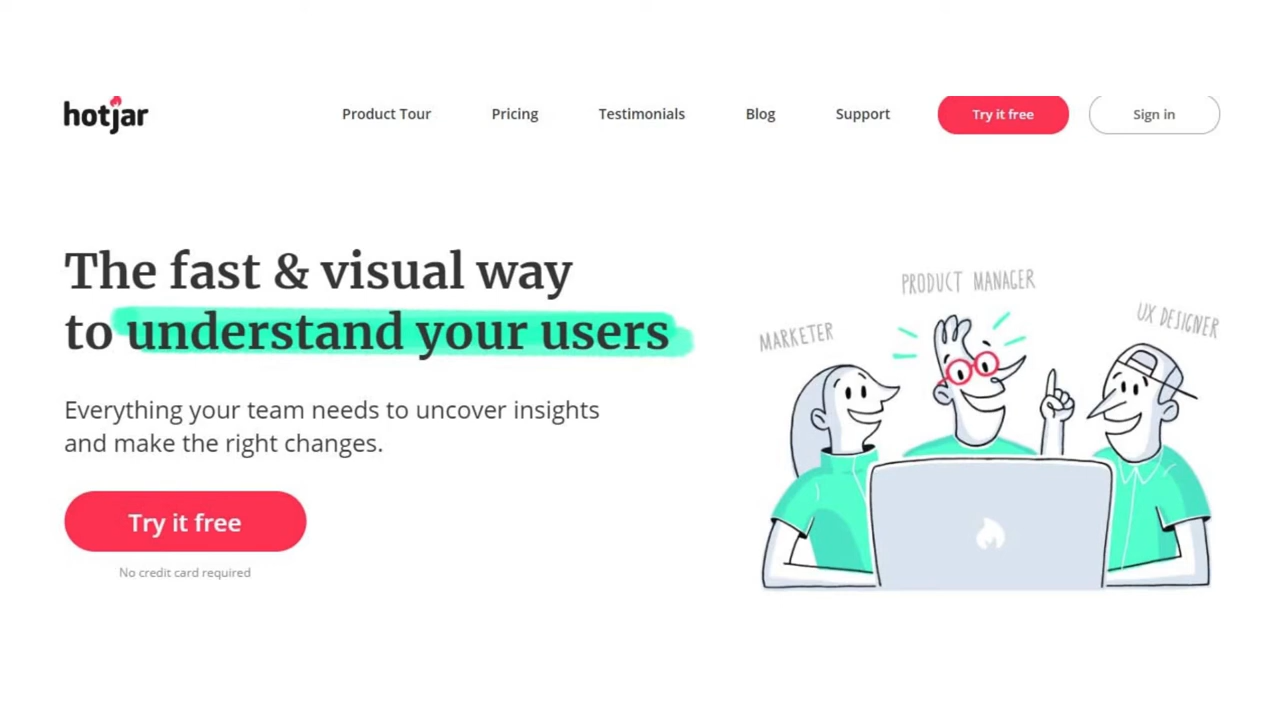 hotjar
Product Tour
Pricing
Testimonials
Blog
Support
Try it free
Sign in
The fast & visual way
to understand your users
Everything your team needs to uncover insights
and make the right changes.
Try it free
No credit card required
MARKETER
PRODUCT MANAGER
UX DESIGNER